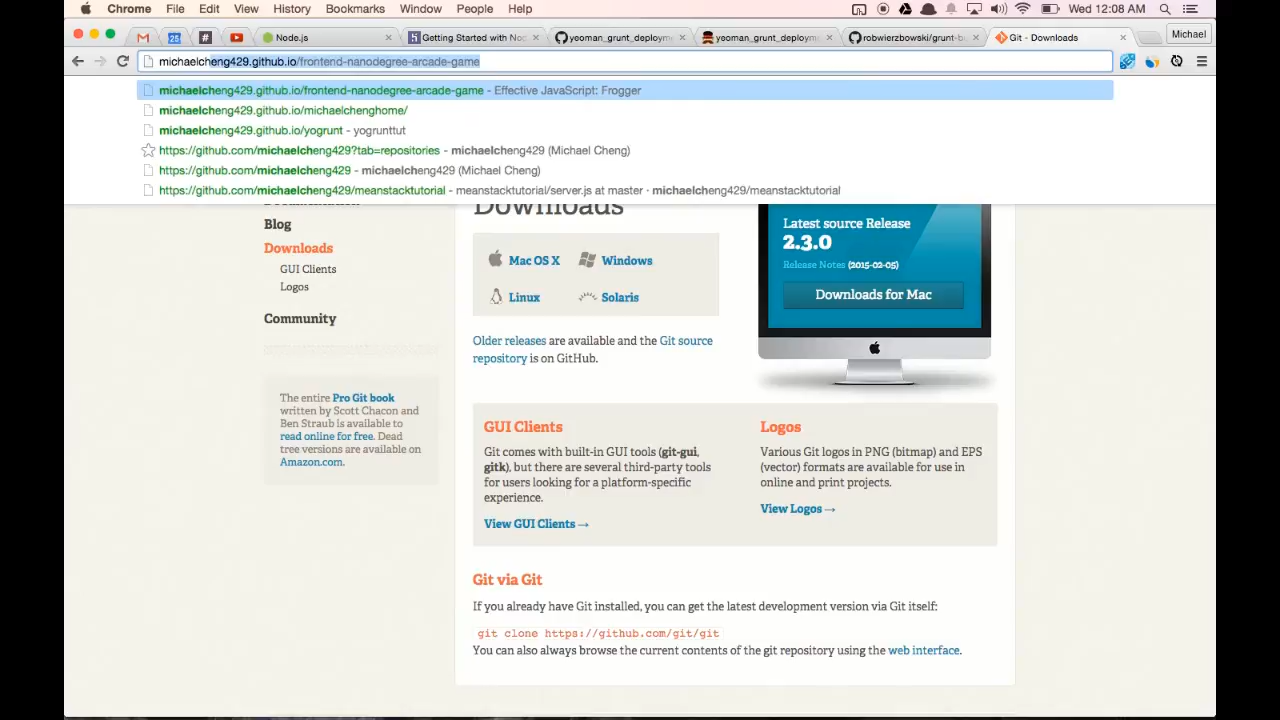 Chrome File Edit View History Bookmarks Window People Help Wed 12:08 AM
25 # Node.js × Getting Started with Nod × yeoman_grunt_deploym × yeoman_grunt_deploym × robwierzbowski/grunt-b × Git - Downloads × Michael
michaelcheng429.github.io/frontend-nanodegree-arcade-game
michaelcheng429.github.io/frontend-nanodegree-arcade-game - Effective JavaScript: Frogger
michaelcheng429.github.io/michaelchenghome/
michaelcheng429.github.io/yogrunt - yogrunttut
https://github.com/michaelcheng429?tab=repositories - michaelcheng429 (Michael Cheng)
https://github.com/michaelcheng429 - michaelcheng429 (Michael Cheng)
https://github.com/michaelcheng429/meanstacktutorial - meanstacktutorial/server.js at master · michaelcheng429/meanstacktutorial
Documentation
Blog
Downloads
GUI Clients
Logos
Community
The entire Pro Git book
written by Scott Chacon and
Ben Straub is available to
read online for free. Dead
tree versions are available on
Amazon.com.
Downloads
Mac OS X Windows
Linux Solaris
Older releases are available and the Git source
repository is on GitHub.
Latest source Release
2.3.0
Release Notes (2015-02-05)
Downloads for Mac
GUI Clients
Git comes with built-in GUI tools (git-gui,
gitk), but there are several third-party tools
for users looking for a platform-specific
experience.
View GUI Clients →
Logos
Various Git logos in PNG (bitmap) and EPS
(vector) formats are available for use in
online and print projects.
View Logos →
Git via Git
If you already have Git installed, you can get the latest development version via Git itself:
git clone https://github.com/git/git
You can also always browse the current contents of the git repository using the web interface.